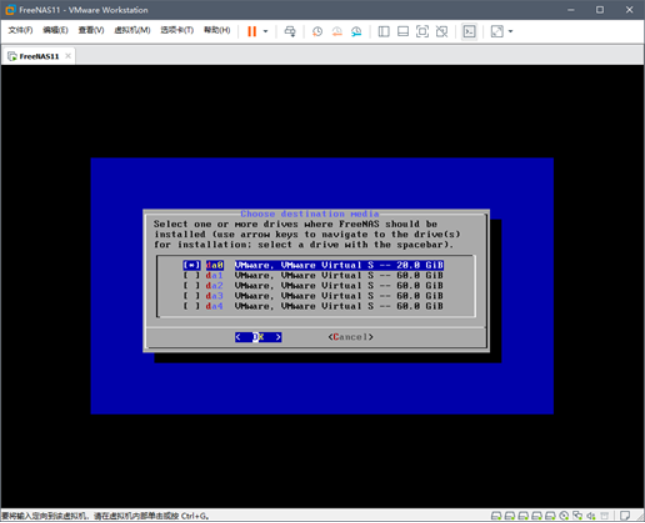 FreeNAS11 - VMware Workstation
文件(F) 编辑(E) 查看(V) 虚拟机(M) 选项卡(T) 帮助(H)
FreeNAS11
Choose destination media
Select one or more drives where FreeNAS should be
installed (use arrow keys to navigate to the drive(s)
for installation; select a drive with the spacebar).
[*] da0 VMware, VMware Virtual S -- 20.0 GiB
[ ] da1 VMware, VMware Virtual S -- 60.0 GiB
[ ] da2 VMware, VMware Virtual S -- 60.0 GiB
[ ] da3 VMware, VMware Virtual S -- 60.0 GiB
[ ] da4 VMware, VMware Virtual S -- 60.0 GiB
< OK > <Cancel>
要将输入定向到该虚拟机，请在虚拟机内部单击或按 Ctrl+G。